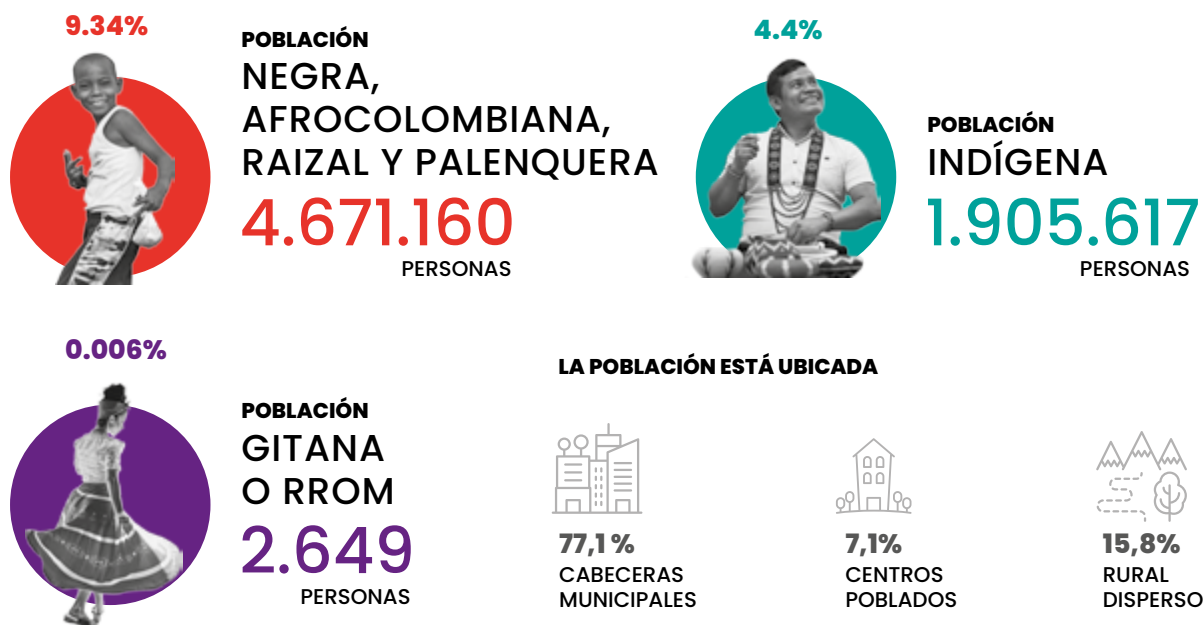 9.34%
POBLACIÓN
NEGRA,
AFROCOLOMBIANA,
RAIZAL Y PALENQUERA
4.671.160
PERSONAS
4.4%
POBLACIÓN
INDÍGENA
1.905.617
PERSONAS
0.006%
POBLACIÓN
GITANA
O RROM
2.649
PERSONAS
LA POBLACIÓN ESTÁ UBICADA
77,1 %
CABECERAS
MUNICIPALES
7,1%
CENTROS
POBLADOS
15,8%
RURAL
DISPERSO